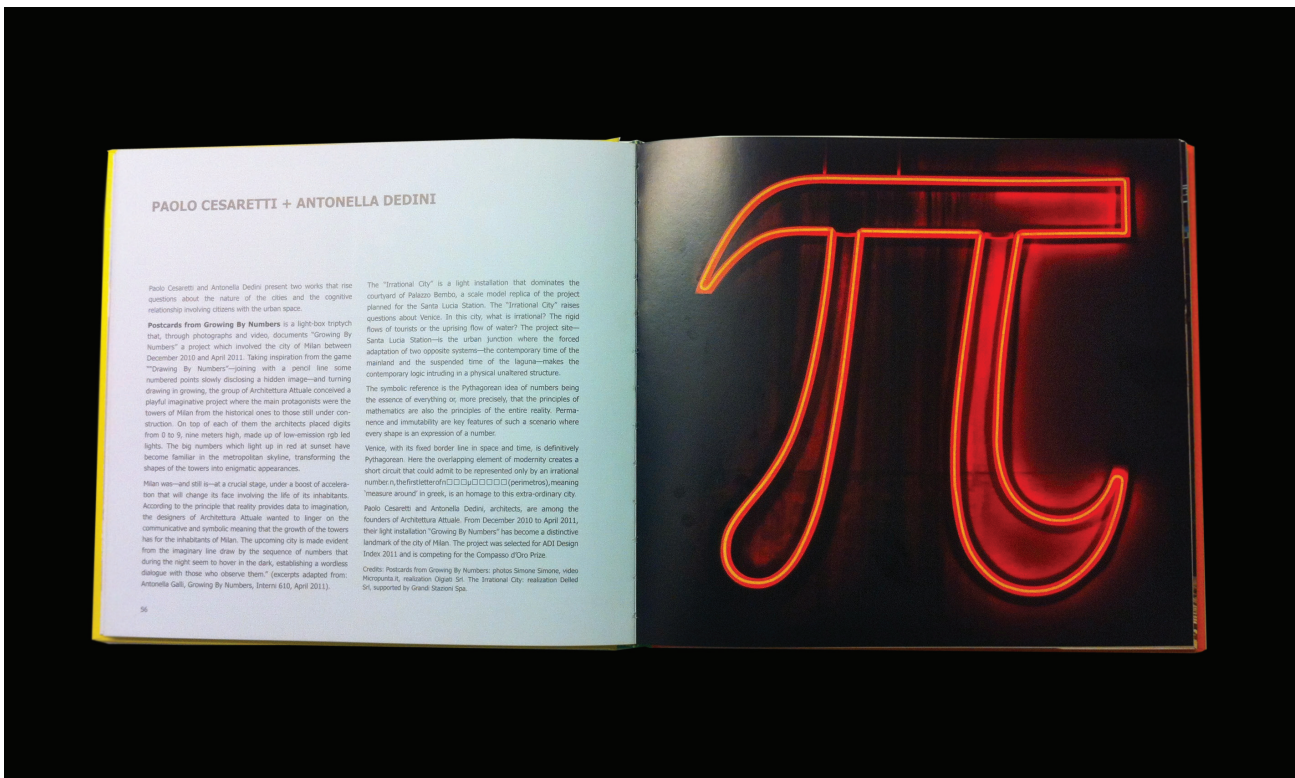 PAOLO CESARETTI + ANTONELLA DEDINI
Paolo Cesaretti and Antonella Dedini present two works that rise
questions about the nature of the cities and the cognitive
relationship involving citizens with the urban space.
Postcards from Growing By Numbers is a light-box triptych
that, through photographs and video, documents "Growing By
Numbers" a project which involved the city of Milan between
December 2010 and April 2011. Taking inspiration from the game
""Drawing By Numbers"—joining with a pencil line some
numbered points slowly disclosing a hidden image—and turning
drawing in growing, the group of Architettura Attuale conceived a
playful imaginative project where the main protagonists were the
towers of Milan from the historical ones to those still under con-
struction. On top of each of them the architects placed digits
from 0 to 9, nine meters high, made up of low-emission rgb led
lights. The big numbers which light up in red at sunset have
become familiar in the metropolitan skyline, transforming the
shapes of the towers into enigmatic appearances.
Milan was—and still is—at a crucial stage, under a boost of accelera-
tion that will change its face involving the life of its inhabitants.
According to the principle that reality provides data to imagination,
the designers of Architettura Attuale wanted to linger on the
communicative and symbolic meaning that the growth of the towers
has for the inhabitants of Milan. The upcoming city is made evident
from the imaginary line draw by the sequence of numbers that
during the night seem to hover in the dark, establishing a wordless
dialogue with those who observe them." (excerpts adapted from:
Antonella Galli, Growing By Numbers, Interni 610, April 2011).
56
The "Irrational City" is a light installation that dominates the
courtyard of Palazzo Bembo, a scale model replica of the project
planned for the Santa Lucia Station. The "Irrational City" raises
questions about Venice. In this city, what is irrational? The rigid
flows of tourists or the uprising flow of water? The project site—
Santa Lucia Station—is the urban junction where the forced
adaptation of two opposite systems—the contemporary time of the
mainland and the suspended time of the laguna—makes the
contemporary logic intruding in a physical unaltered structure.
The symbolic reference is the Pythagorean idea of numbers being
the essence of everything or, more precisely, that the principles of
mathematics are also the principles of the entire reality. Perma-
nence and immutability are key features of such a scenario where
every shape is an expression of a number.
Venice, with its fixed border line in space and time, is definitively
Pythagorean. Here the overlapping element of modernity creates a
short circuit that could admit to be represented only by an irrational
number. π, the first letter of π□□□μ□□□□□ (perimetros), meaning
'measure around' in greek, is an homage to this extra-ordinary city.
Paolo Cesaretti and Antonella Dedini, architects, are among the
founders of Architettura Attuale. From December 2010 to April 2011,
their light installation "Growing By Numbers" has become a distinctive
landmark of the city of Milan. The project was selected for ADI Design
Index 2011 and is competing for the Compasso d'Oro Prize.
Credits: Postcards from Growing By Numbers: photos Simone Simone, video
Micropunta.it, realization Olgiati Srl. The Irrational City: realization Delled
Srl, supported by Grandi Stazioni Spa.
π